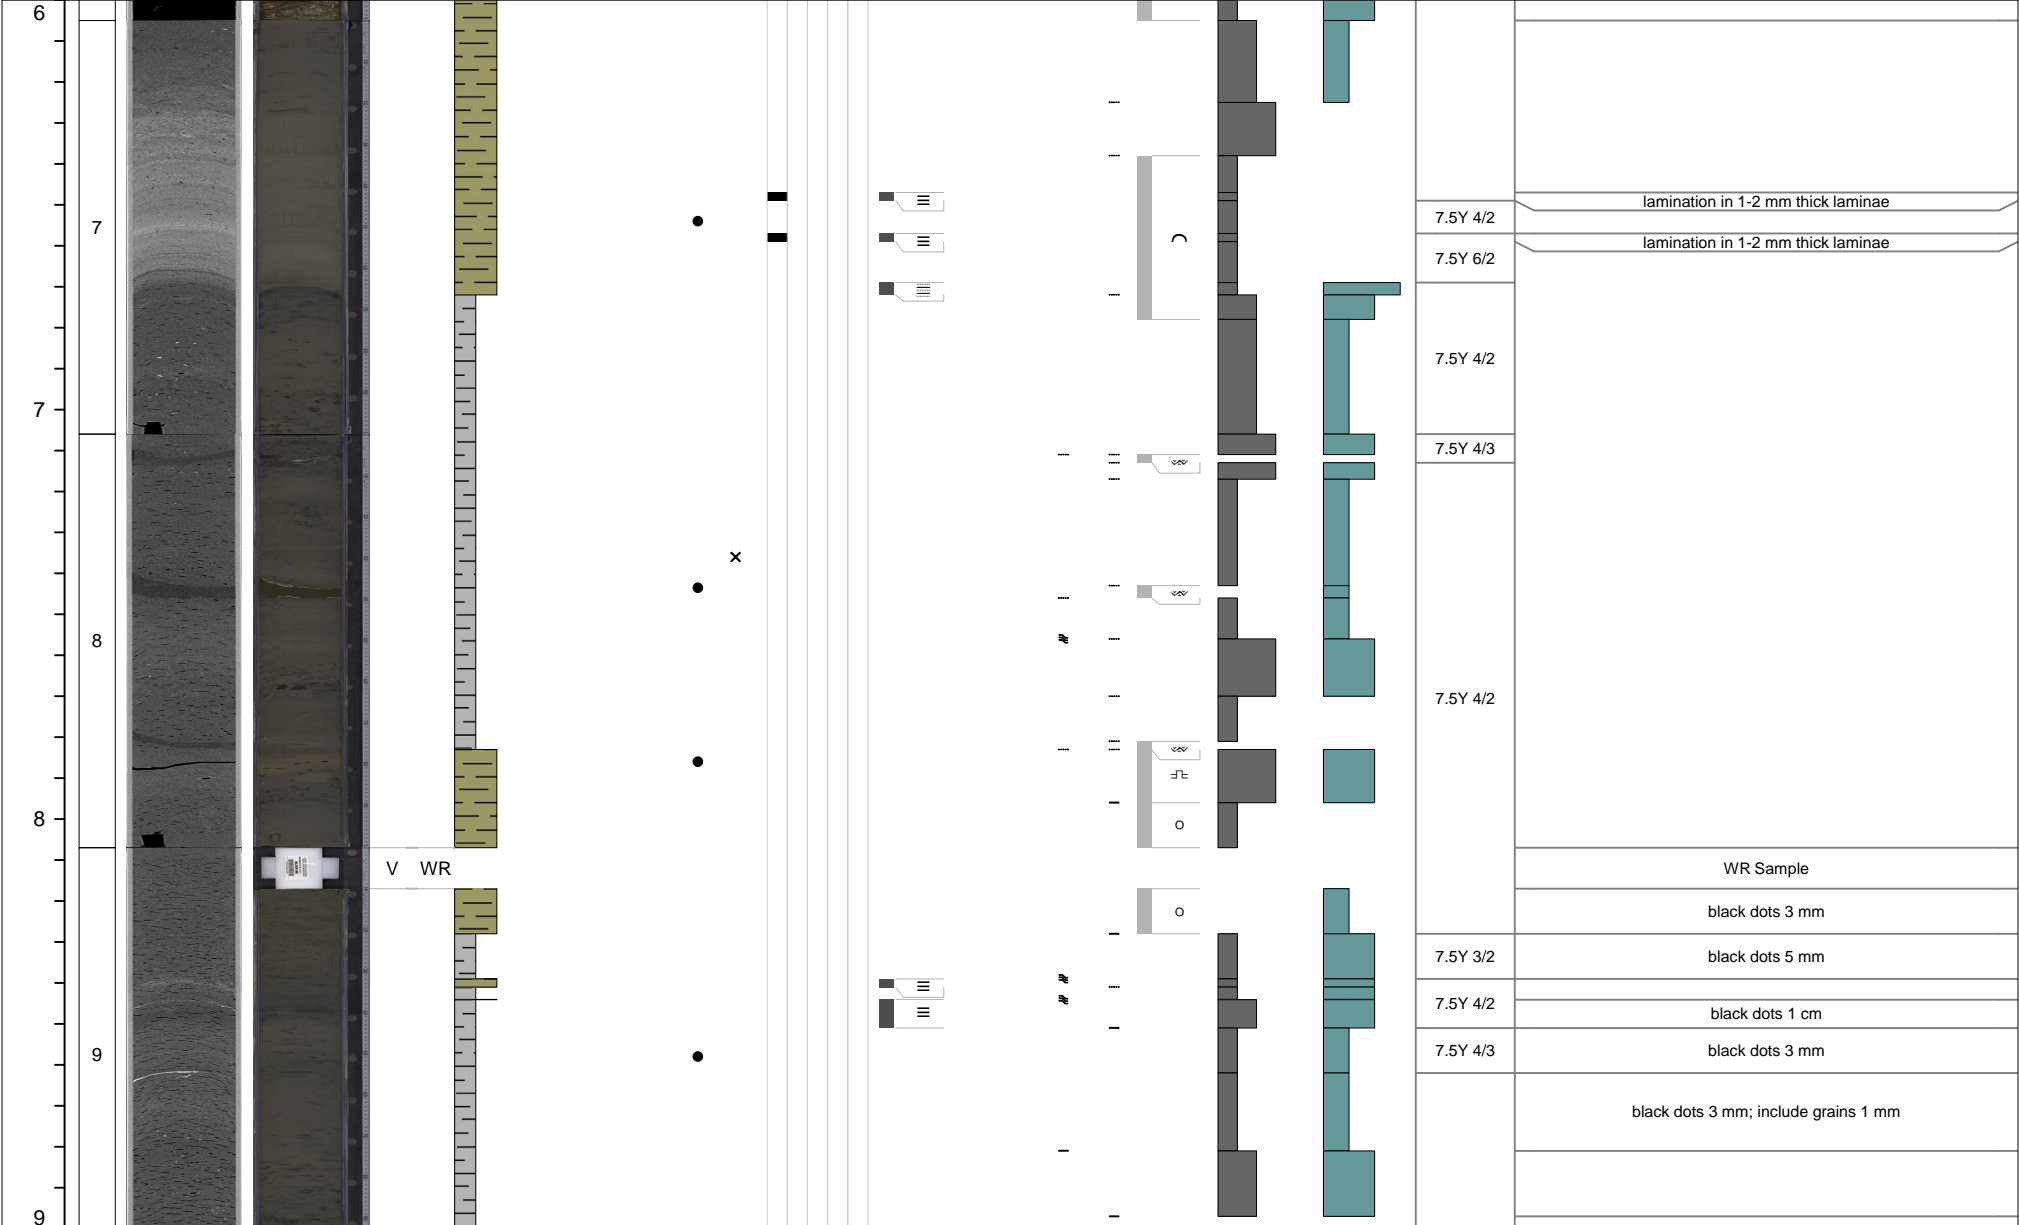 6
lamination in 1-2 mm thick laminae
7.5Y 4/2
7
lamination in 1-2 mm thick laminae
7.5Y 6/2
7.5Y 4/2
7
7.5Y 4/3
8
7.5Y 4/2
8
V WR
WR Sample
black dots 3 mm
7.5Y 3/2
black dots 5 mm
7.5Y 4/2
black dots 1 cm
9
7.5Y 4/3
black dots 3 mm
black dots 3 mm; include grains 1 mm
9